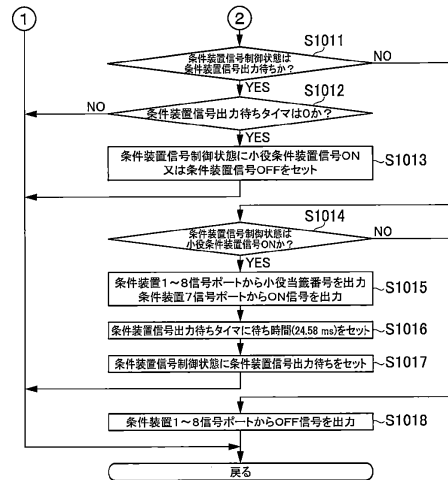 1
2
S1011
条件装置信号制御状態は
条件装置信号出力待ちか?
NO
YES
S1012
NO
条件装置信号出力待ちタイマは0か?
YES
条件装置信号制御状態に小役条件装置信号ON
又は条件装置信号OFFをセット
S1013
S1014
条件装置信号制御状態は
小役条件装置信号ONか?
NO
YES
条件装置1~8信号ポートから小役当籤番号を出力
条件装置7信号ポートからON信号を出力
S1015
条件装置信号出力待ちタイマに待ち時間(24.58 ms)をセット
S1016
条件装置信号制御状態に条件装置信号出力待ちをセット
S1017
条件装置1~8信号ポートからOFF信号を出力
S1018
戻る